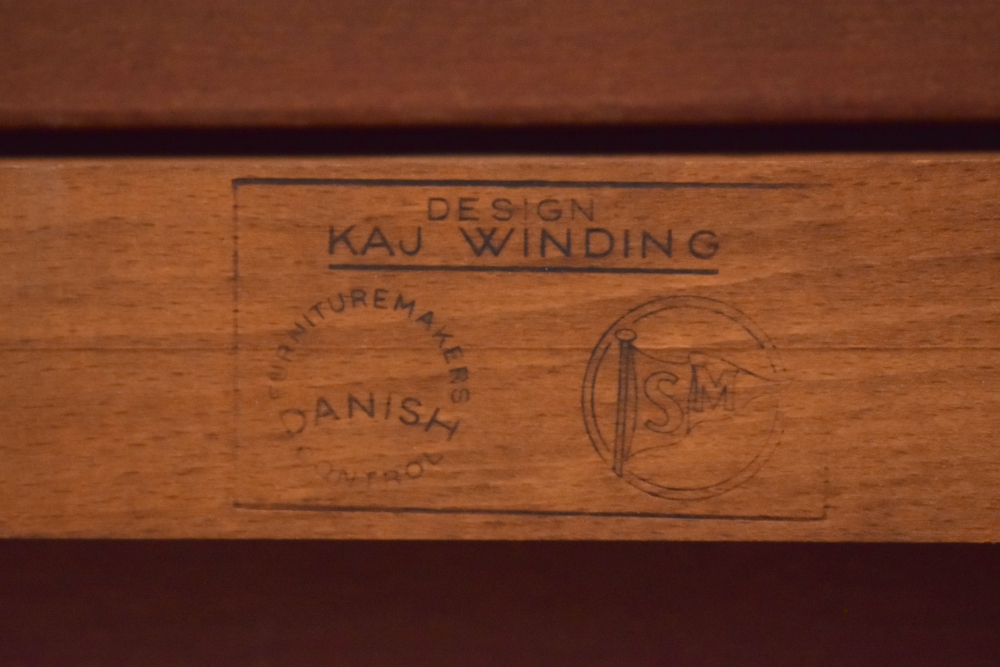 DESIGN
KAJ WINDING
FURNITUREMAKERS
DANISH
CONTROL
SM